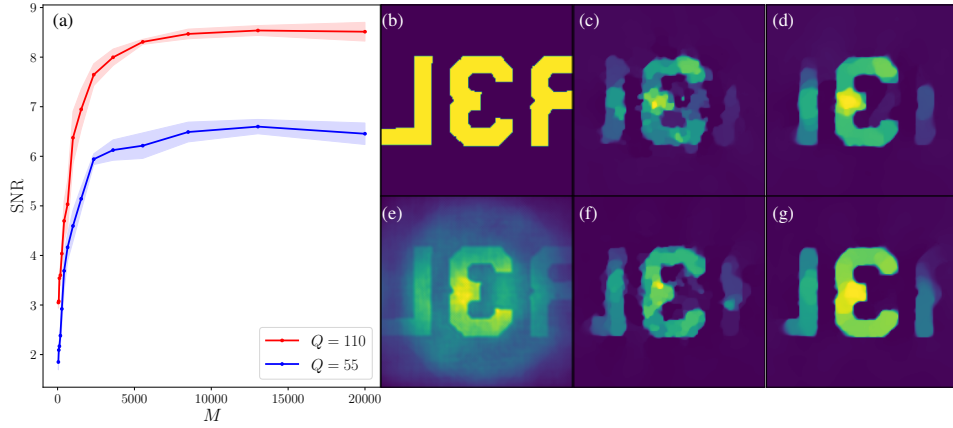 (a)
SNR
9
8
7
6
5
4
3
2
0
5000
10000
15000
20000
M
Q = 110
Q = 55
(b)
(c)
(d)
(e)
(f)
(g)